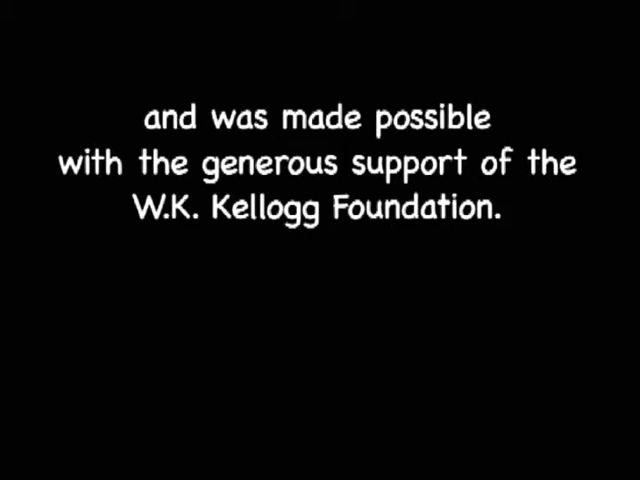 and was made possible
with the generous support of the
W.K. Kellogg Foundation.